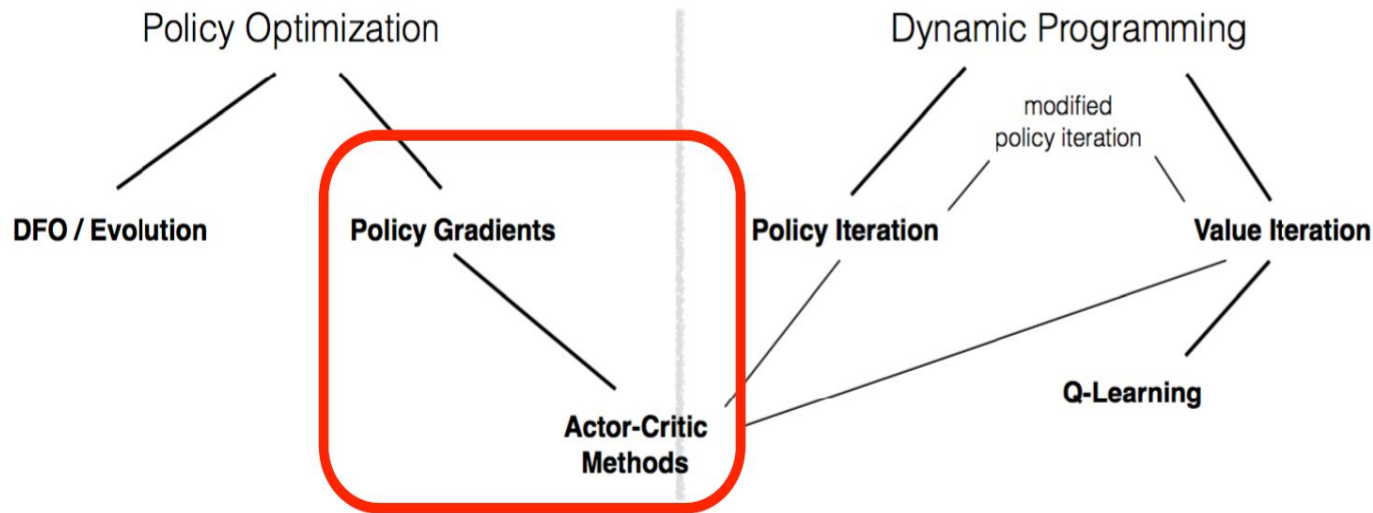 Policy Optimization
Dynamic Programming
modified
policy iteration
DFO / Evolution
Policy Gradients
Policy Iteration
Value Iteration
Q-Learning
Actor-Critic
Methods